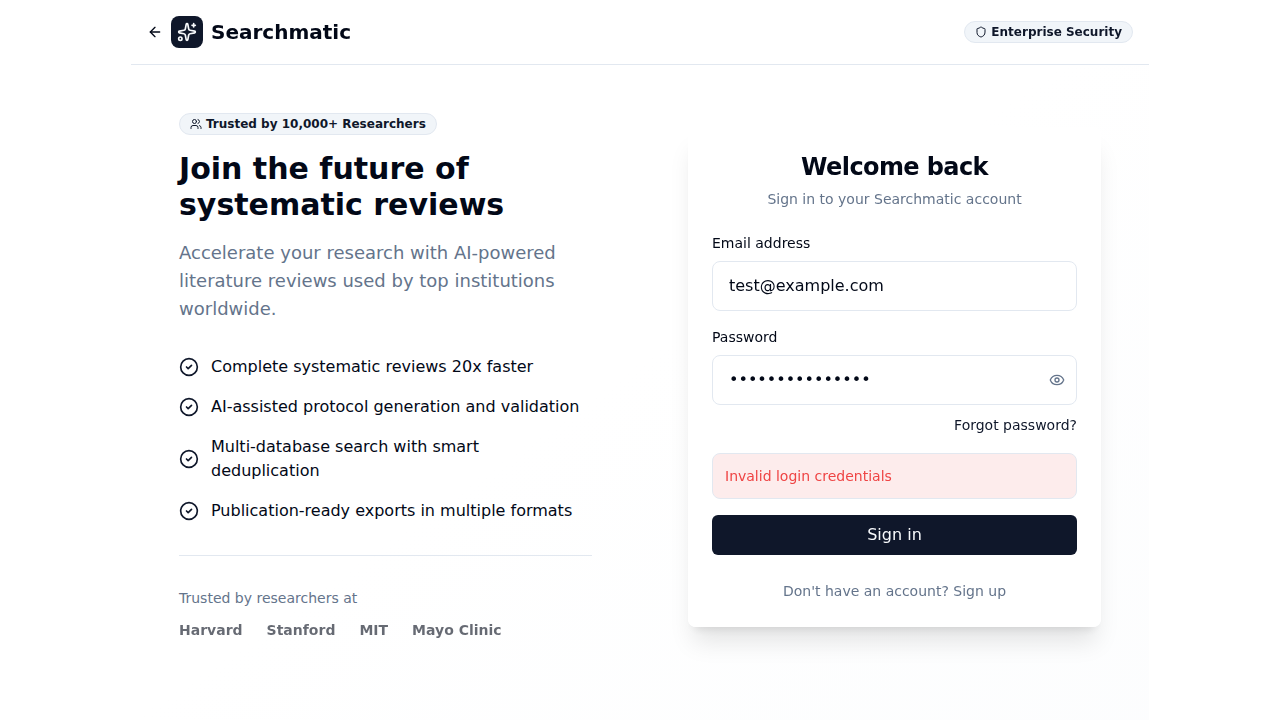 Searchmatic
Enterprise Security
Trusted by 10,000+ Researchers
Join the future of
systematic reviews
Accelerate your research with AI-powered
literature reviews used by top institutions
worldwide.
Complete systematic reviews 20x faster
AI-assisted protocol generation and validation
Multi-database search with smart
deduplication
Publication-ready exports in multiple formats
Trusted by researchers at
Harvard Stanford MIT Mayo Clinic
Welcome back
Sign in to your Searchmatic account
Email address
test@example.com
Password
•••••••••••••••
Forgot password?
Invalid login credentials
Sign in
Don't have an account? Sign up